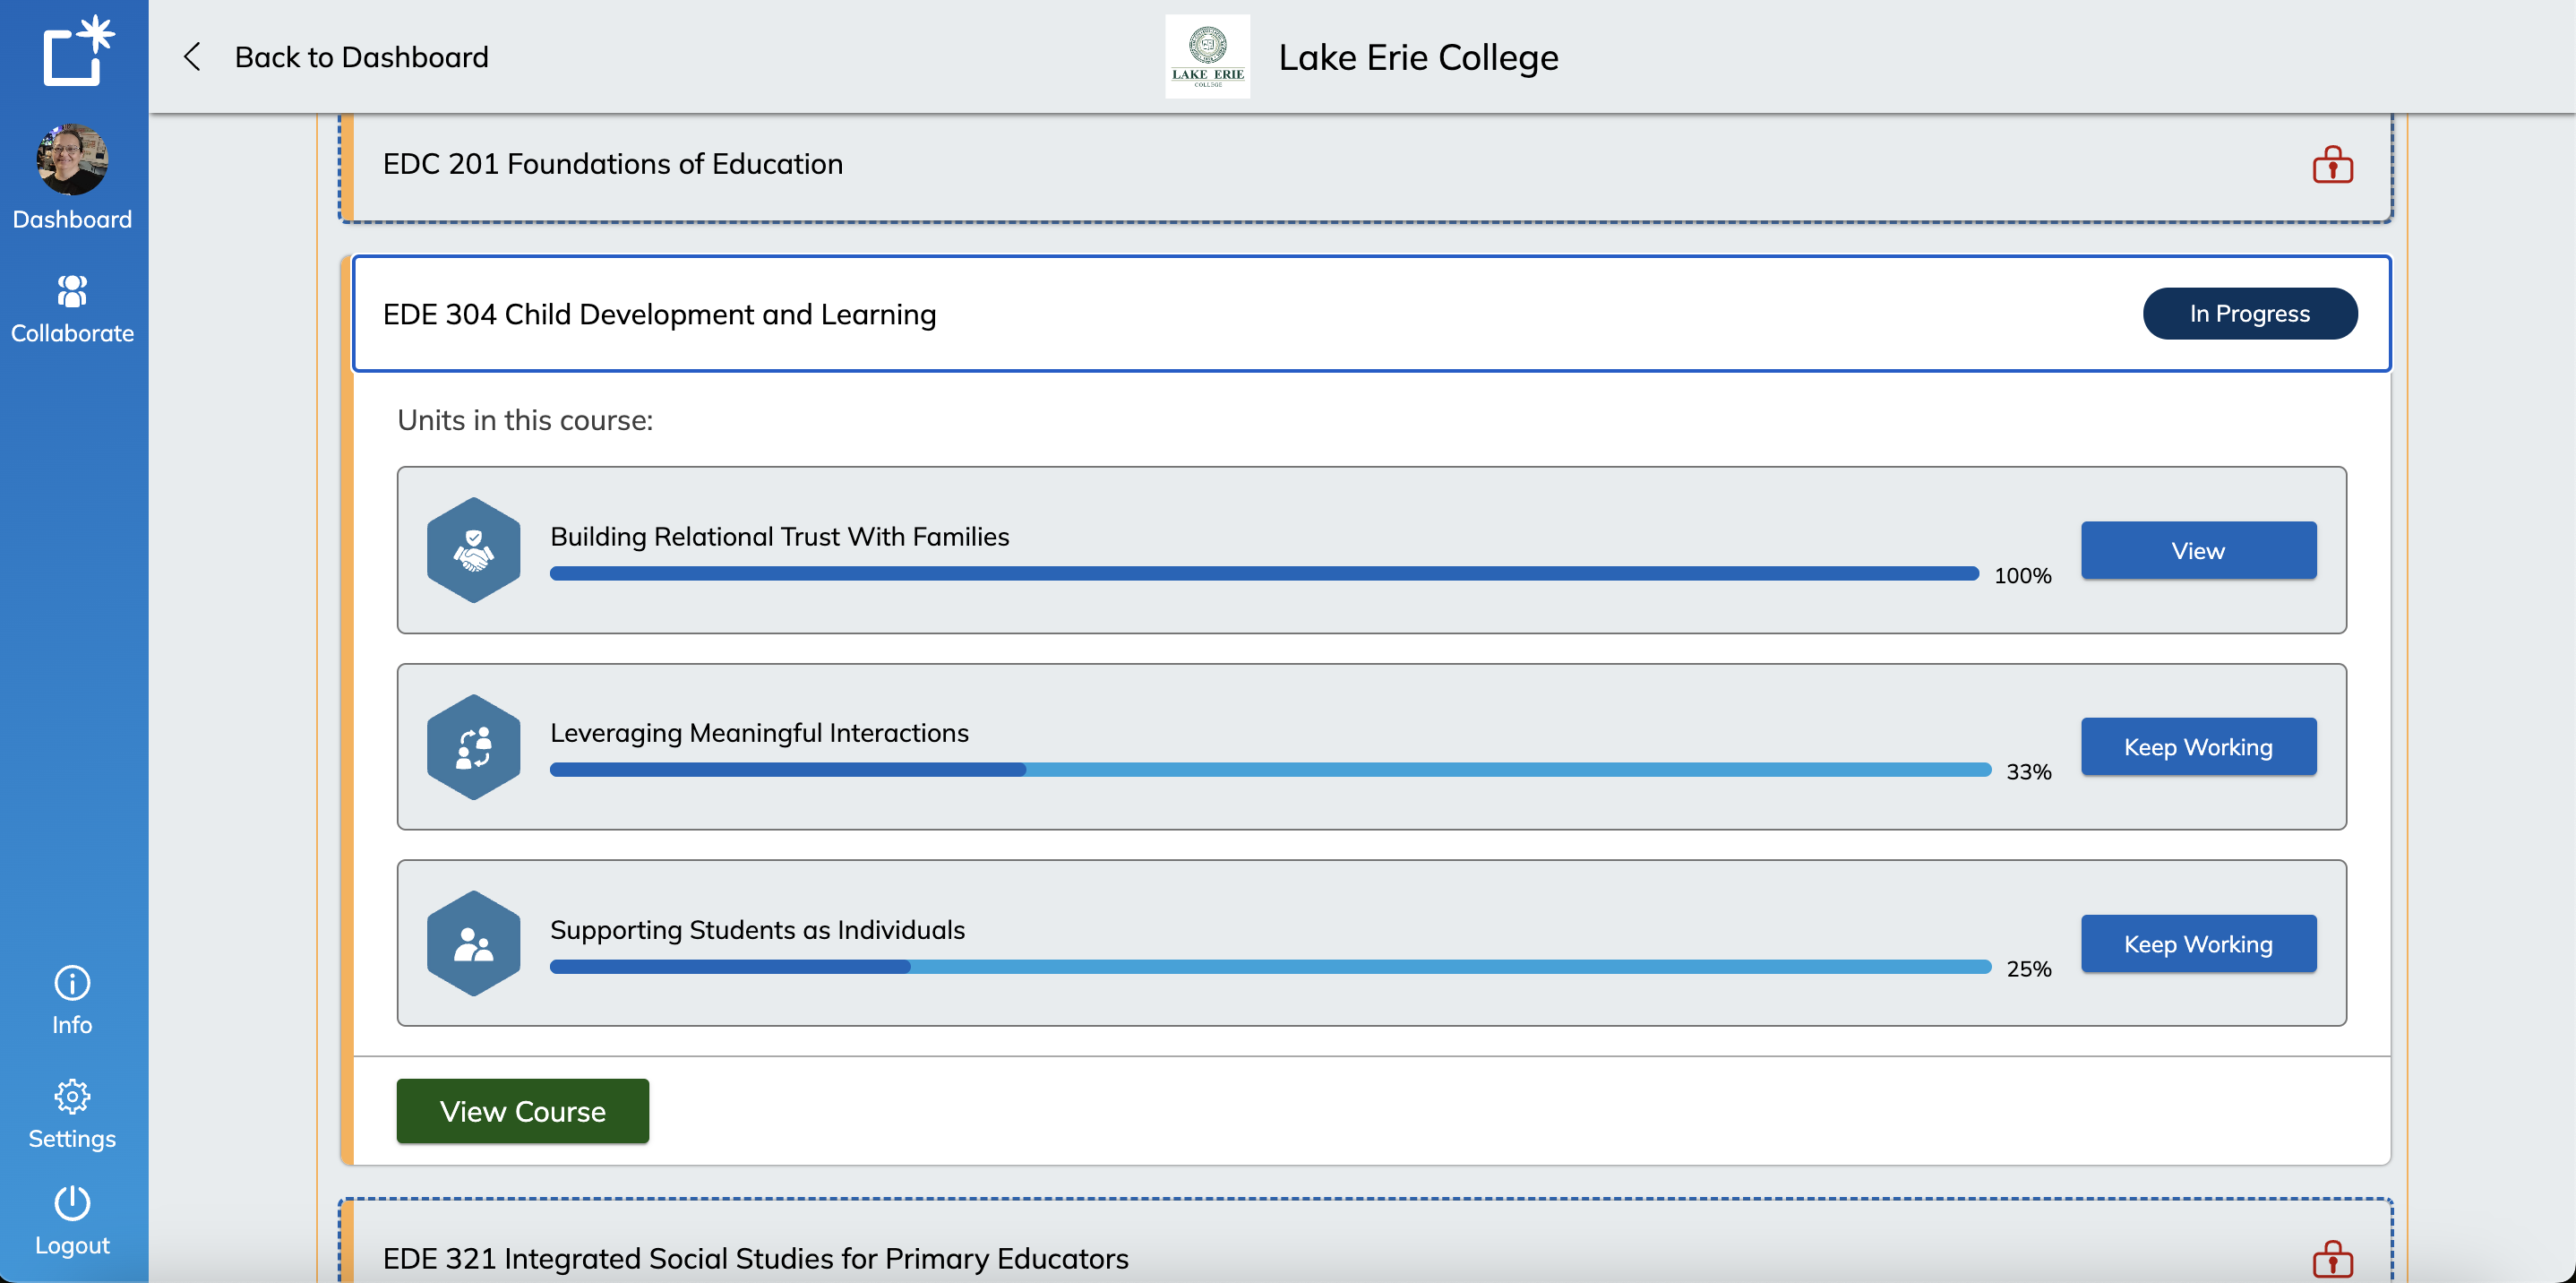 Back to Dashboard
LAKE ERIE
COLLEGE
Lake Erie College
Dashboard
Collaborate
Info
Settings
Logout
EDC 201 Foundations of Education
EDE 304 Child Development and Learning
In Progress
Units in this course:
Building Relational Trust With Families
100%
View
Leveraging Meaningful Interactions
33%
Keep Working
Supporting Students as Individuals
25%
Keep Working
View Course
EDE 321 Integrated Social Studies for Primary Educators